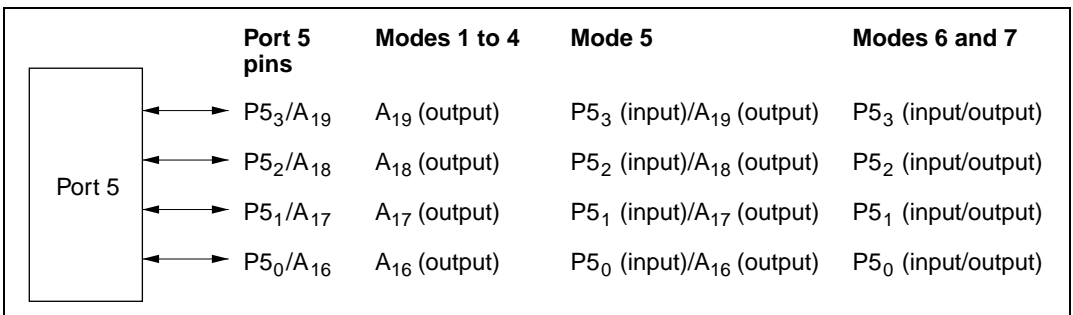 Port 5 pins Modes 1 to 4 Mode 5 Modes 6 and 7
P5₃/A₁₉ A₁₉ (output) P5₃ (input)/A₁₉ (output) P5₃ (input/output)
P5₂/A₁₈ A₁₈ (output) P5₂ (input)/A₁₈ (output) P5₂ (input/output)
Port 5
P5₁/A₁₇ A₁₇ (output) P5₁ (input)/A₁₇ (output) P5₁ (input/output)
P5₀/A₁₆ A₁₆ (output) P5₀ (input)/A₁₆ (output) P5₀ (input/output)